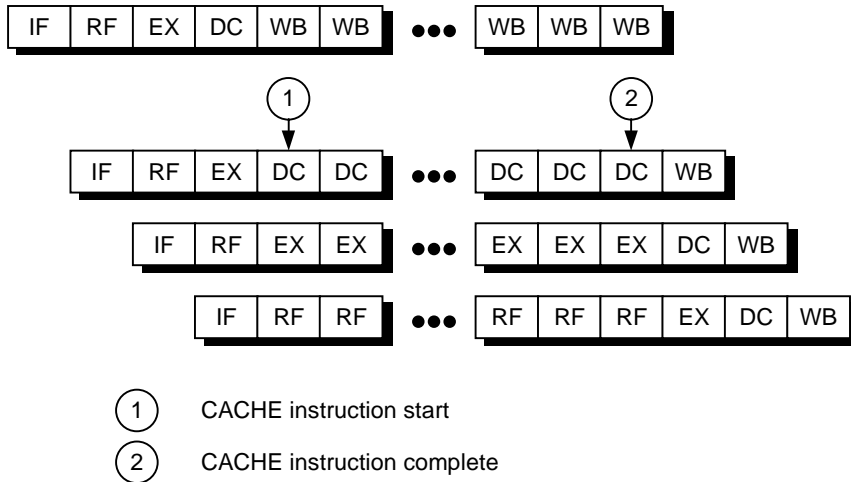 IF RF EX DC WB WB WB WB WB
1 2
IF RF EX DC DC DC DC DC WB
IF RF EX EX EX EX EX DC WB
IF RF RF RF RF RF EX DC WB
1 CACHE instruction start
2 CACHE instruction complete